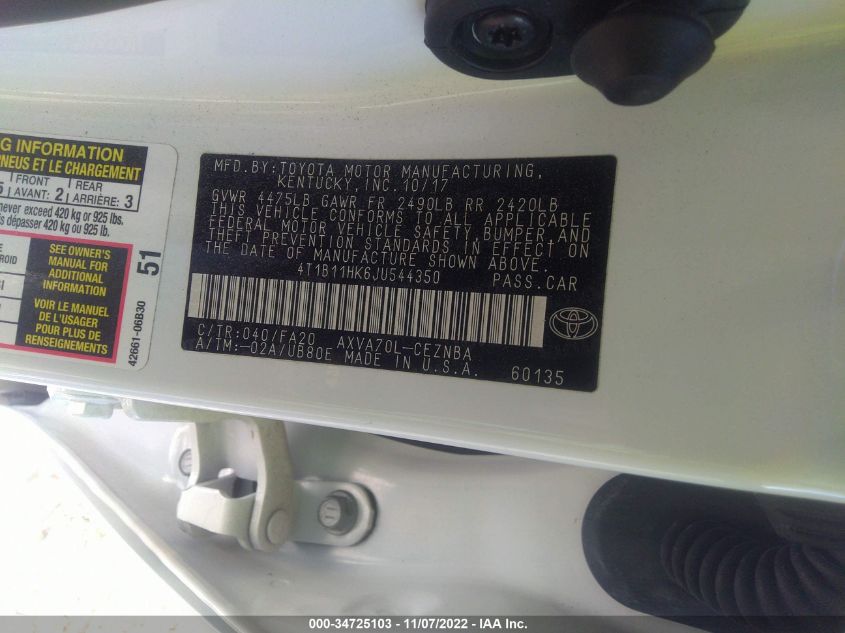 G INFORMATION
PNEUS ET LE CHARGEMENT
FRONT
AVANT: 2
REAR
ARRIÈRE: 3
never exceed 420 kg or 925 lbs.
dépasser 420 kg ou 925 lb.
SEE OWNER'S
MANUAL FOR
ADDITIONAL
INFORMATION
VOIR LE MANUEL
DE L'USAGER
POUR PLUS DE
RENSEIGNEMENTS
51
42661-06B30
MFD. BY: TOYOTA MOTOR MANUFACTURING,
KENTUCKY, INC. 10/17
GVWR 4475LB GAWR FR 2490LB RR 2420LB
THIS VEHICLE CONFORMS TO ALL APPLICABLE
FEDERAL MOTOR VEHICLE SAFETY, BUMPER AND
THEFT PREVENTION STANDARDS IN EFFECT ON
THE DATE OF MANUFACTURE SHOWN ABOVE.
4T1B11HK6JU544350 PASS.CAR
C/TR:040/FA20 AXVA70L-CEZNBA
A/TM:-02A/UB80E MADE IN U.S.A. 60135
TOYOTA
000-34725103 - 11/07/2022 - IAA Inc.